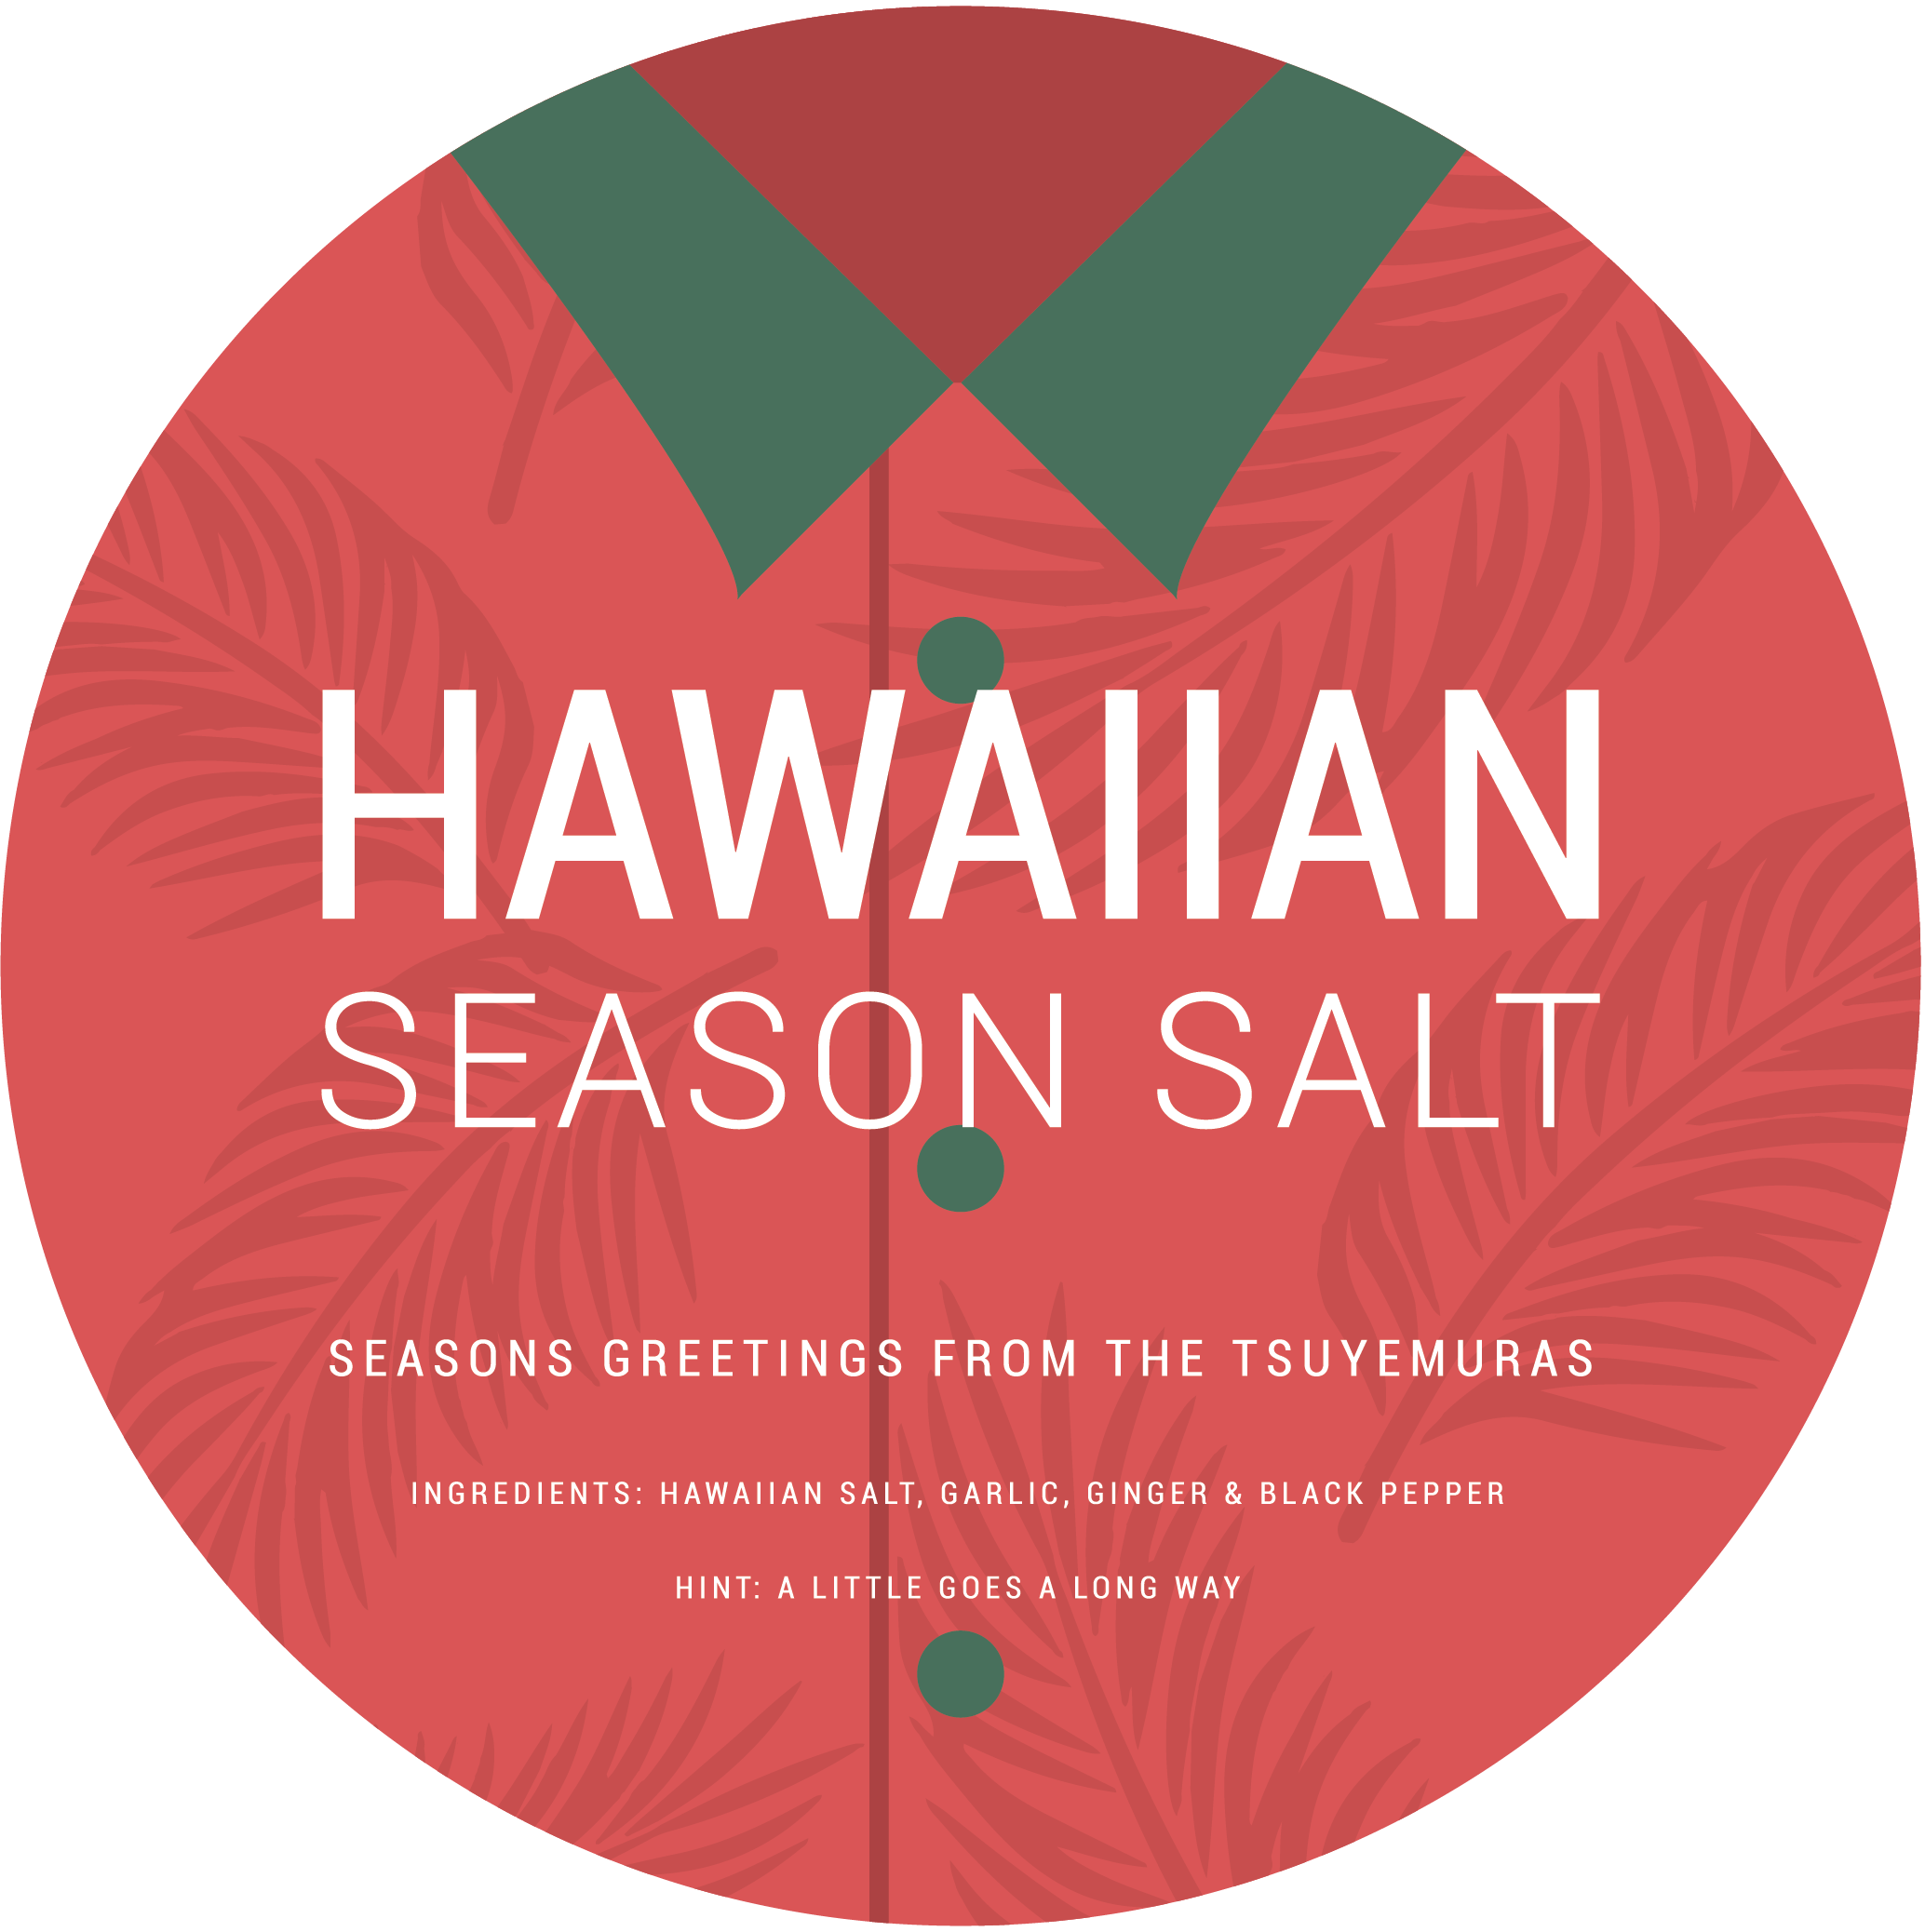 HAWAIIAN
SEASON SALT
SEASONS GREETINGS FROM THE TSUYEMURAS
INGREDIENTS: HAWAIIAN SALT, GARLIC, GINGER & BLACK PEPPER
HINT: A LITTLE GOES A LONG WAY